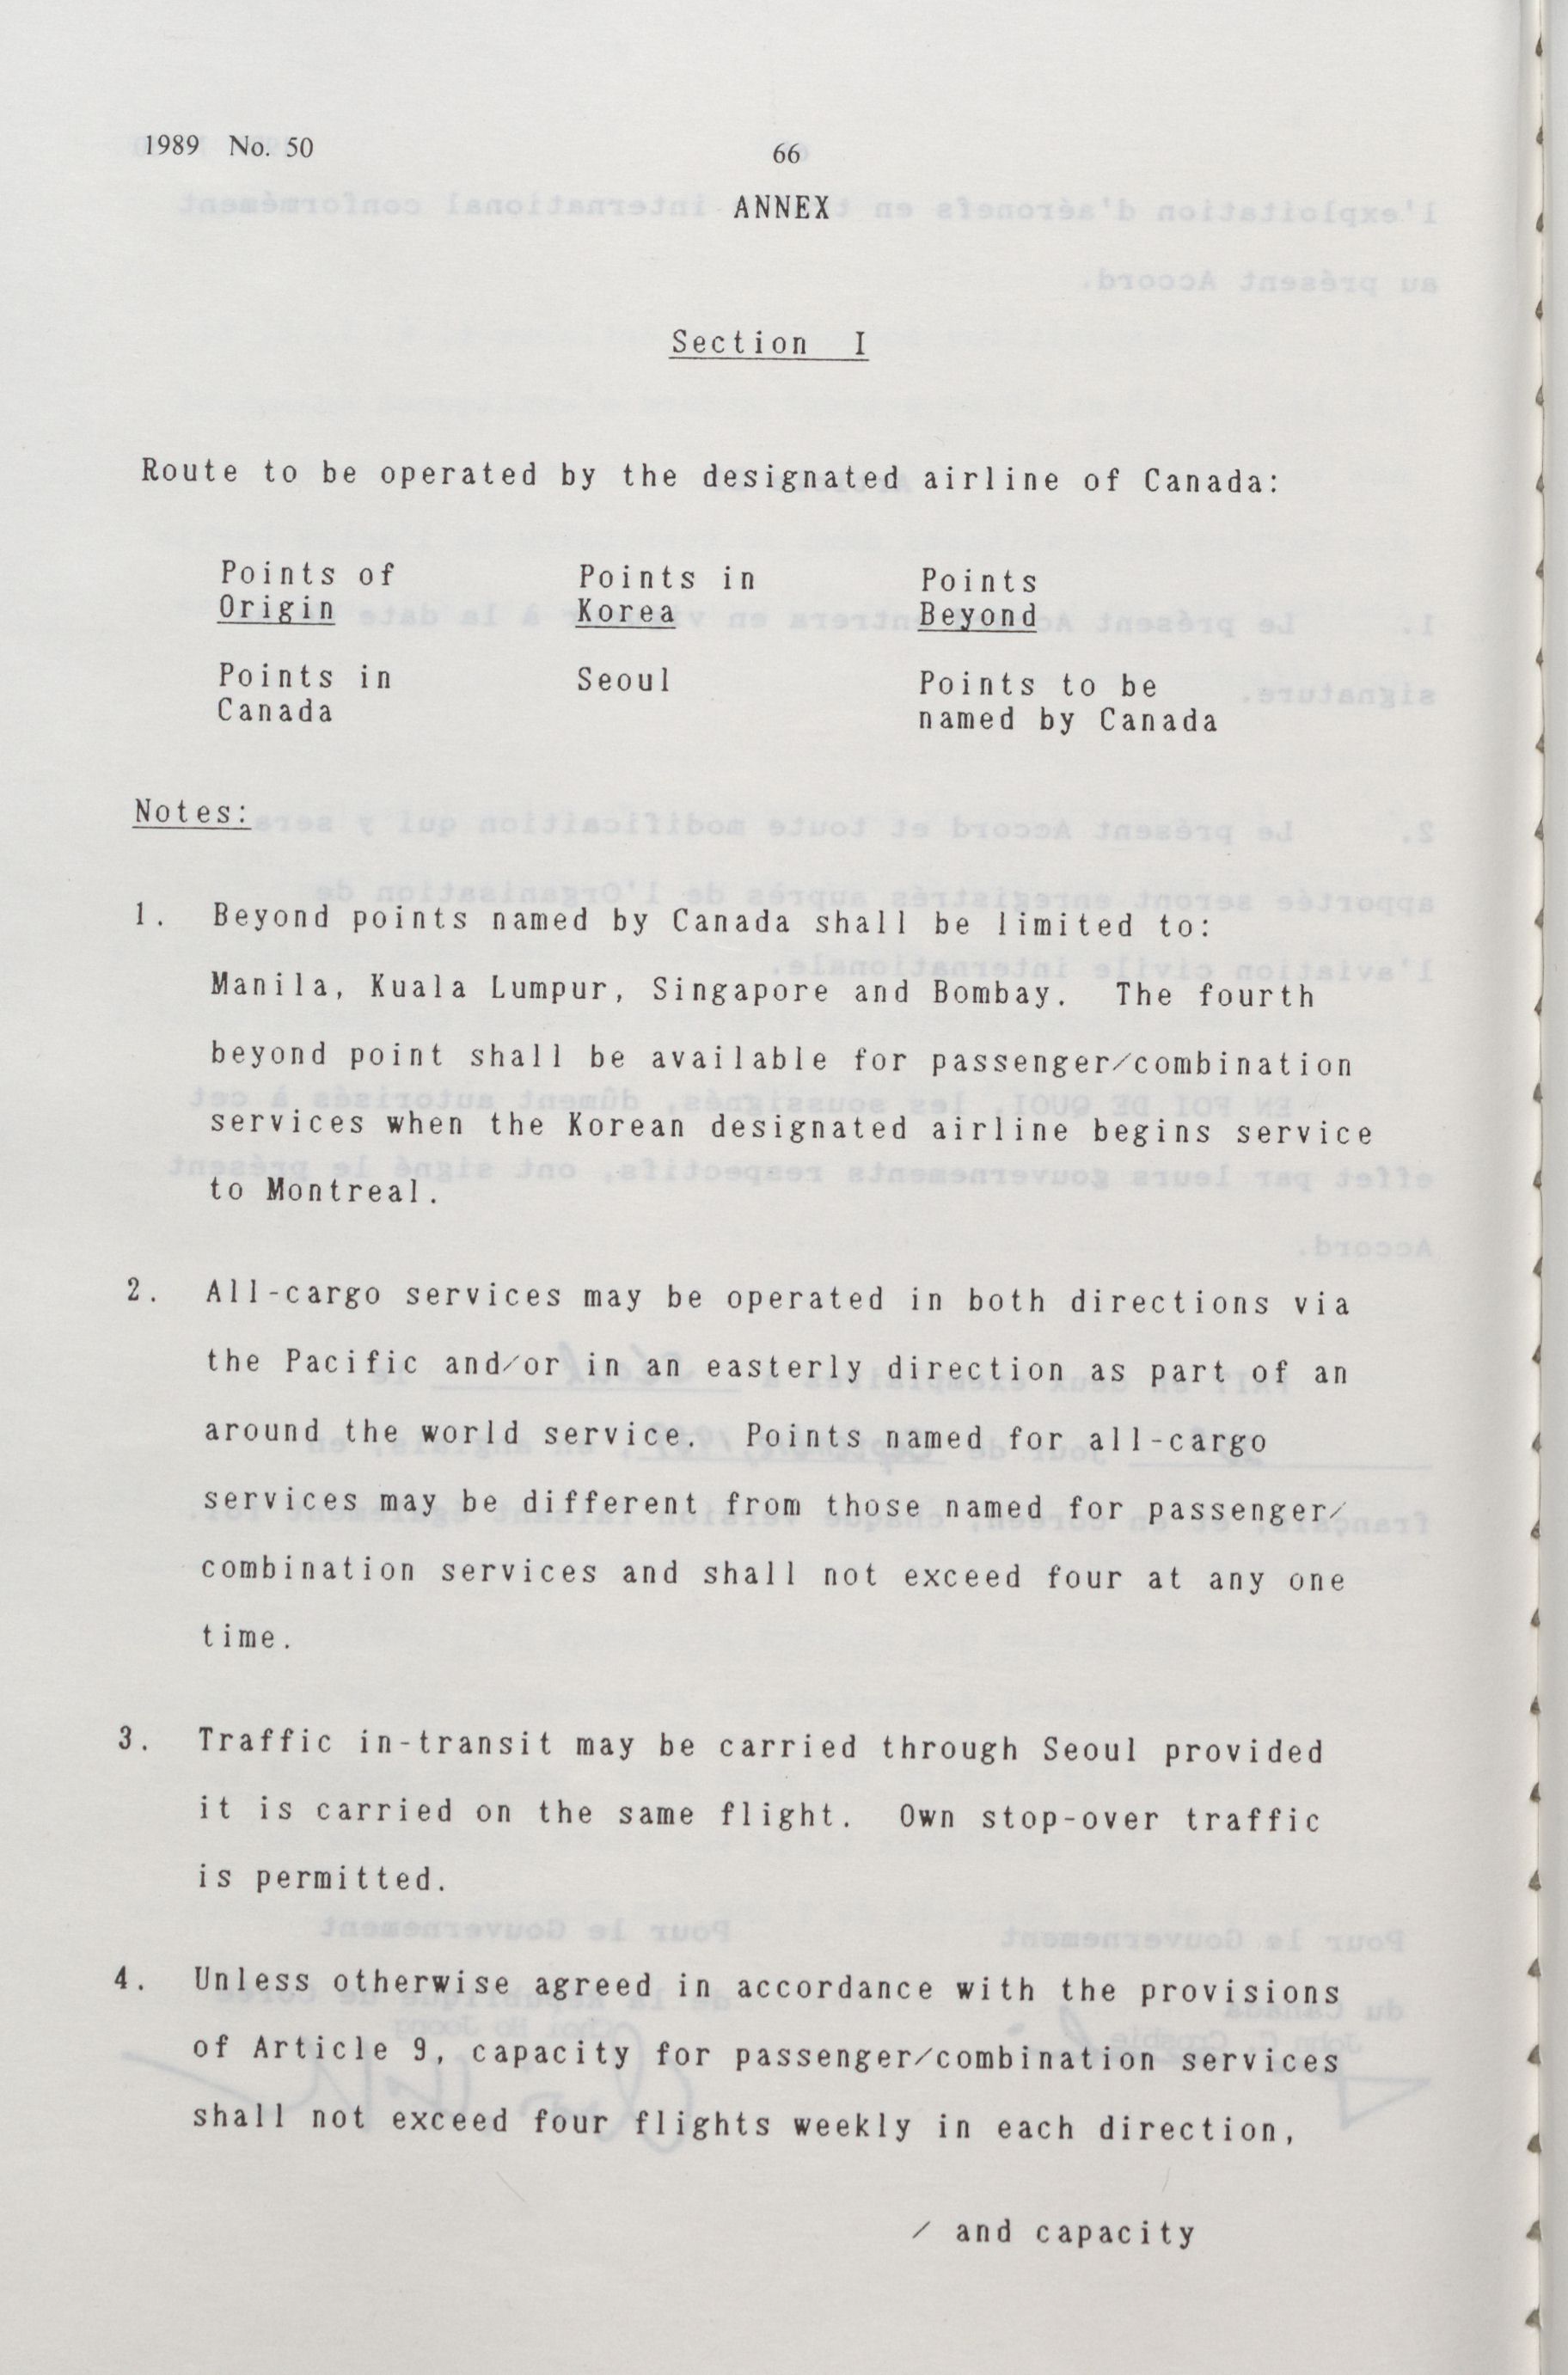 1989 No. 50
66
ANNEX
Section I
Route to be operated by the designated airline of Canada:
Points of Points in Points
Origin Korea Beyond
Points in Seoul Points to be
Canada named by Canada
Notes:
1. Beyond points named by Canada shall be limited to:
Manila, Kuala Lumpur, Singapore and Bombay. The fourth
beyond point shall be available for passenger/combination
services when the Korean designated airline begins service
to Montreal.
2. All-cargo services may be operated in both directions via
the Pacific and/or in an easterly direction as part of an
around the world service. Points named for all-cargo
services may be different from those named for passenger/
combination services and shall not exceed four at any one
time.
3. Traffic in-transit may be carried through Seoul provided
it is carried on the same flight. Own stop-over traffic
is permitted.
4. Unless otherwise agreed in accordance with the provisions
of Article 9, capacity for passenger/combination services
shall not exceed four flights weekly in each direction,
/ and capacity